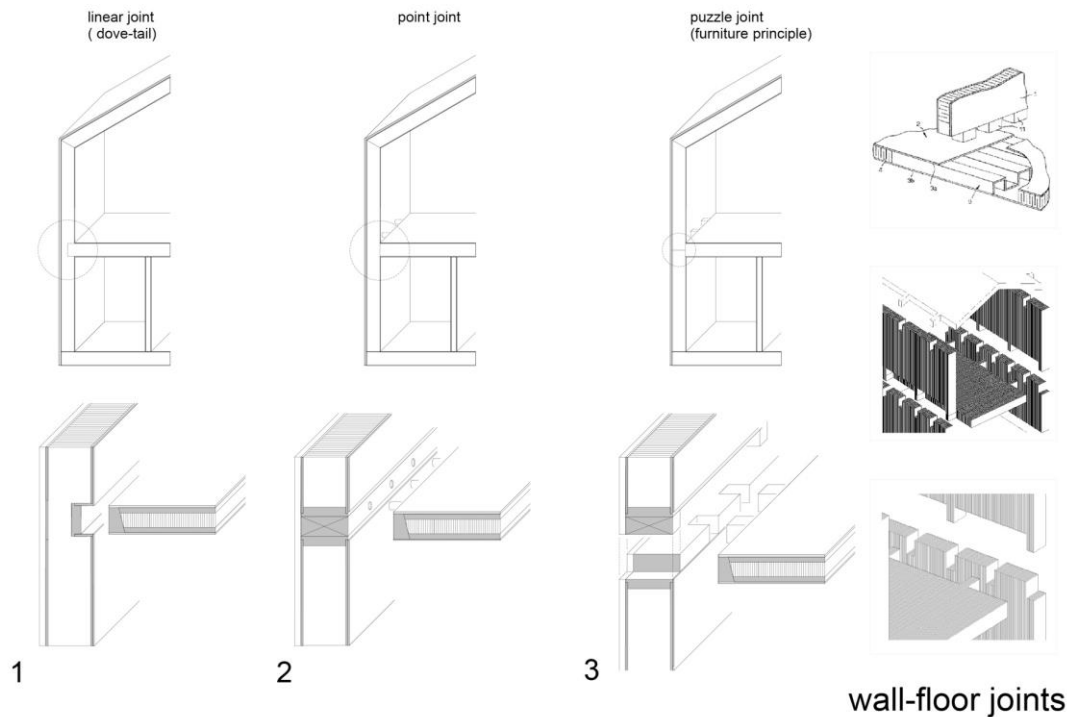 linear joint
( dove-tail)
point joint
puzzle joint
(furniture principle)
1
2
3
wall-floor joints